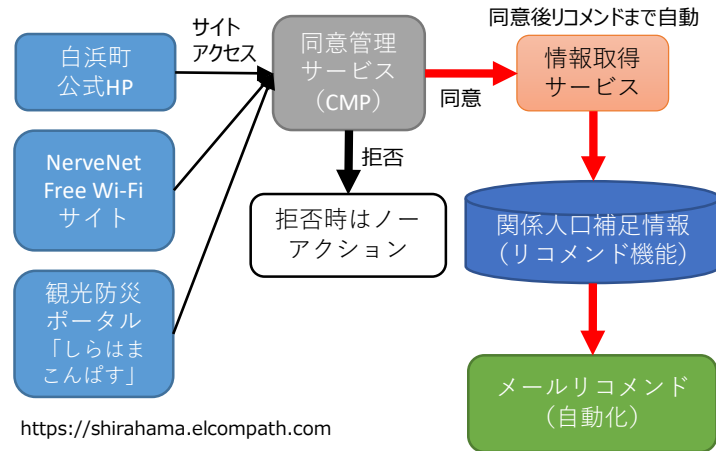 白浜町
公式HP
NerveNet
Free Wi-Fi
サイト
観光防災
ポータル
「しらはま
こんぱす」
https://shirahama.elcompath.com
サイト
アクセス
同意管理
サービス
（CMP）
拒否
拒否時はノー
アクション
同意
同意後リコメンドまで自動
情報取得
サービス
関係人口補足情報
(リコメンド機能)
メールリコメンド
（自動化）